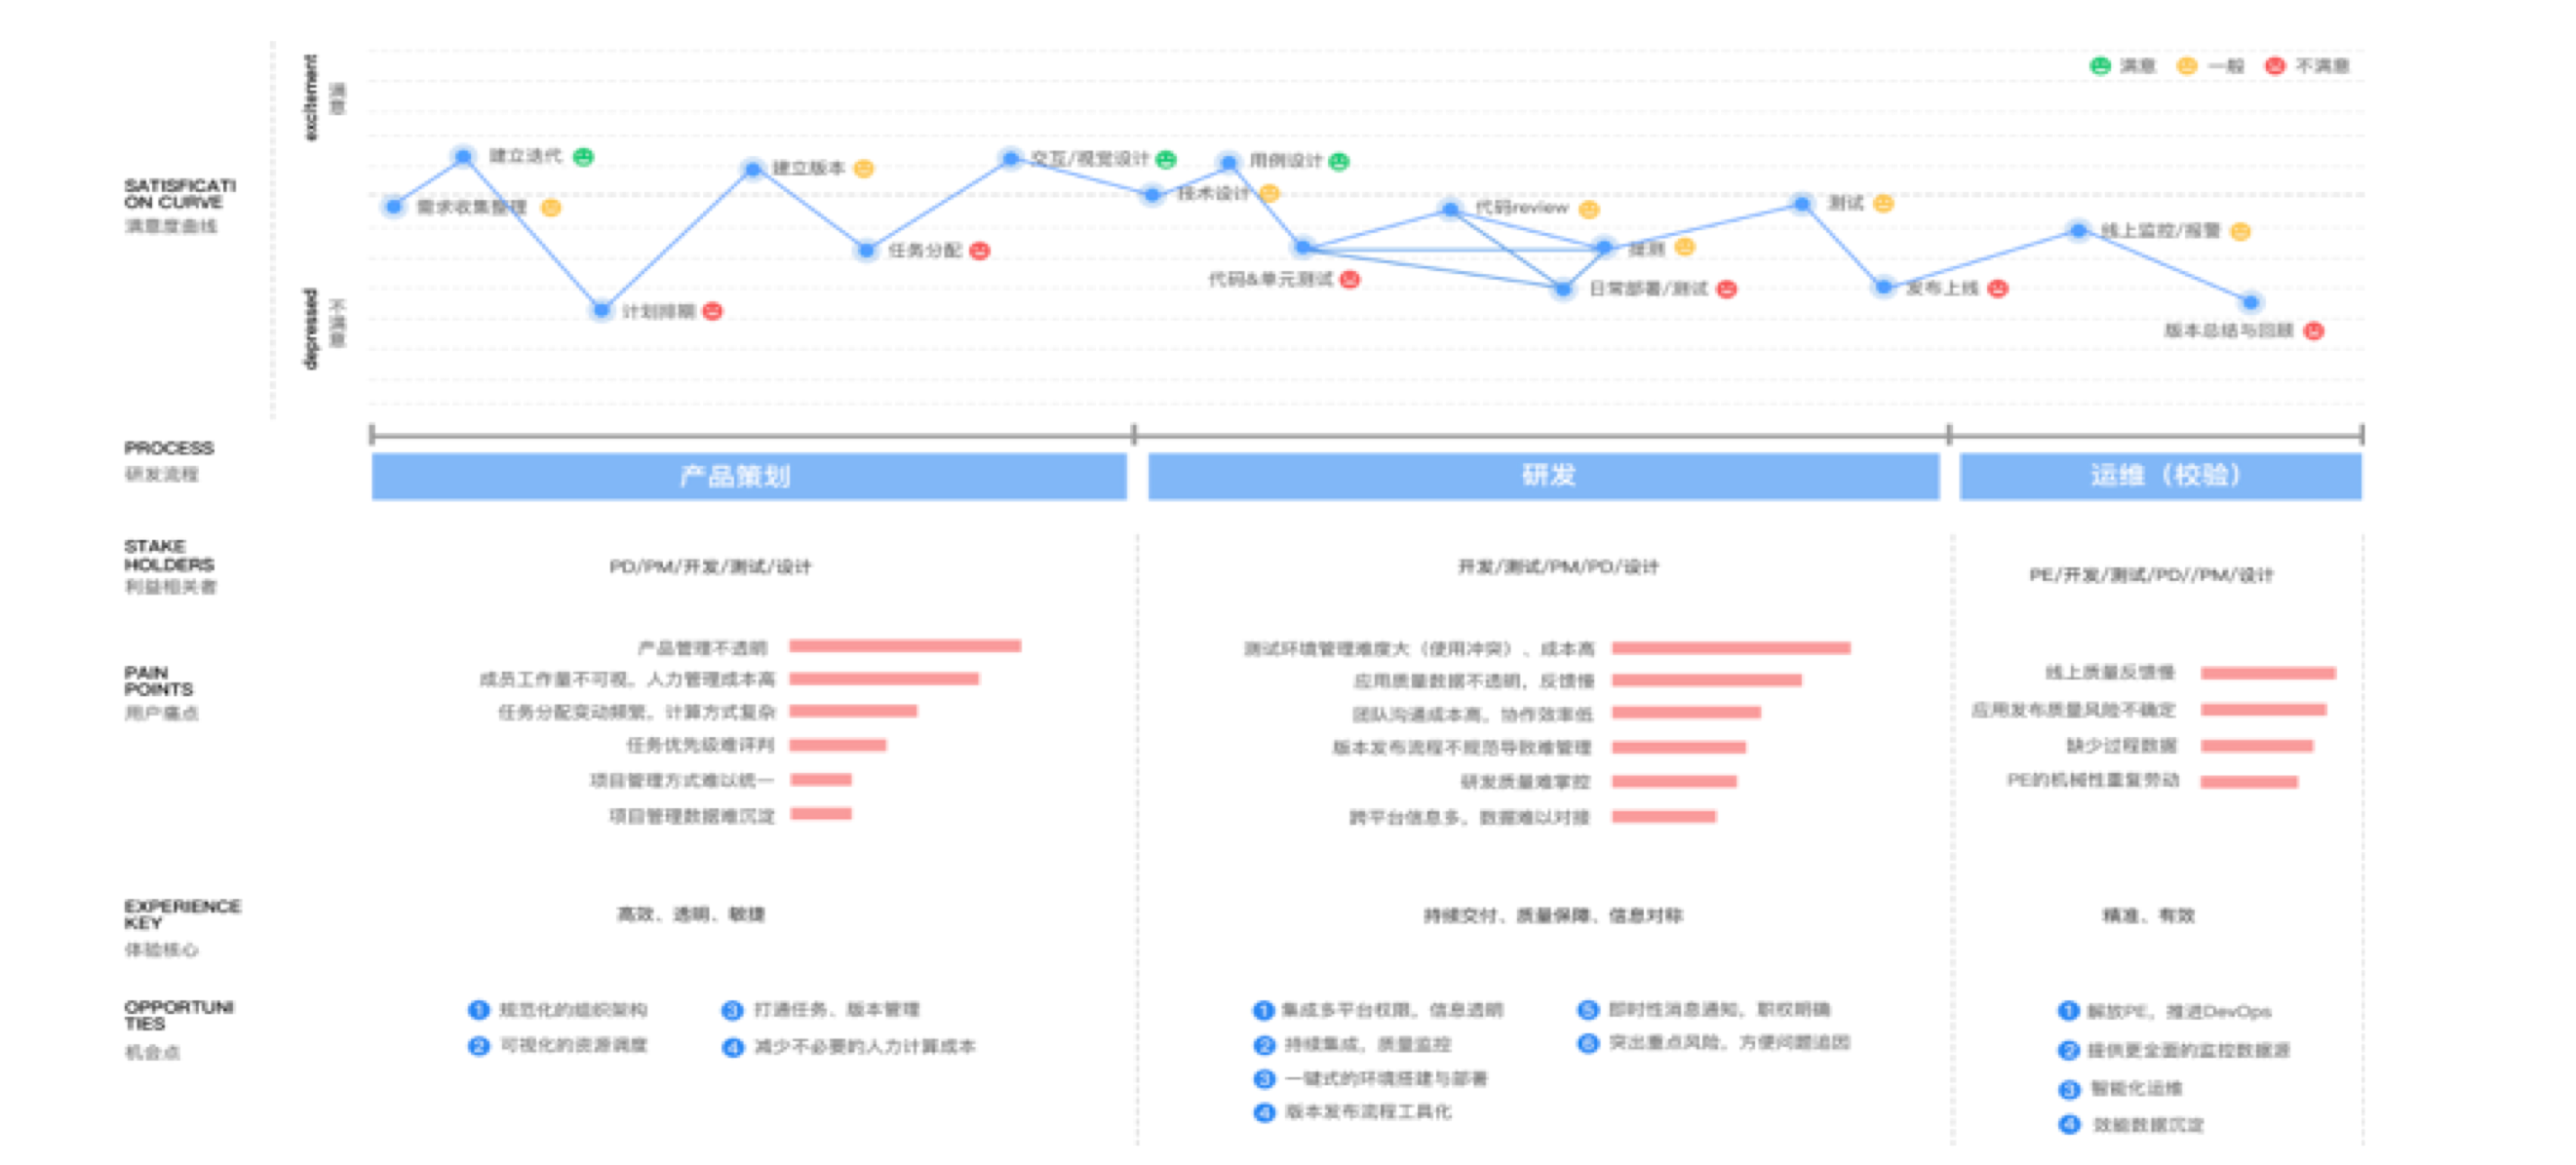 excitement
满意
满意
一般
不满意
SATISFICATI
ON CURVE
满意度曲线
建立迭代
建立版本
交互/视觉设计
用例设计
需求收集整理
技术设计
代码review
测试
任务分配
提测
线上监控/报警
代码&单元测试
日常部署/测试
发布上线
计划排期
版本总结与回顾
depressed
不满意
PROCESS
研发流程
产品策划
研发
运维（校验）
STAKE
HOLDERS
利益相关者
PD/PM/开发/测试/设计
开发/测试/PM/PD/设计
PE/开发/测试/PD//PM/设计
PAIN
POINTS
用户痛点
产品管理不透明
成员工作量不可视，人力管理成本高
任务分配变动频繁，计算方式复杂
任务优先级难评判
项目管理方式难以统一
项目管理数据难沉淀
测试环境管理难度大（使用冲突）、成本高
应用质量数据不透明，反馈慢
团队沟通成本高，协作效率低
版本发布流程不规范导致难管理
研发质量难掌控
跨平台信息多，数据难以对接
线上质量反馈慢
应用发布质量风险不确定
缺少过程数据
PE的机械性重复劳动
EXPERIENCE
KEY
体验核心
高效、透明、敏捷
持续交付、质量保障、信息对称
精准、有效
OPPORTUNI
TIES
机会点
1 规范化的组织架构
2 可视化的资源调度
3 打通任务、版本管理
4 减少不必要的人力计算成本
1 集成多平台权限，信息透明
2 持续集成，质量监控
3 一键式的环境搭建与部署
4 版本发布流程工具化
5 即时性消息通知，职权明确
6 突出重点风险，方便问题追因
1 解放PE，推进DevOps
2 提供更全面的监控数据源
3 智能化运维
4 效能数据沉淀